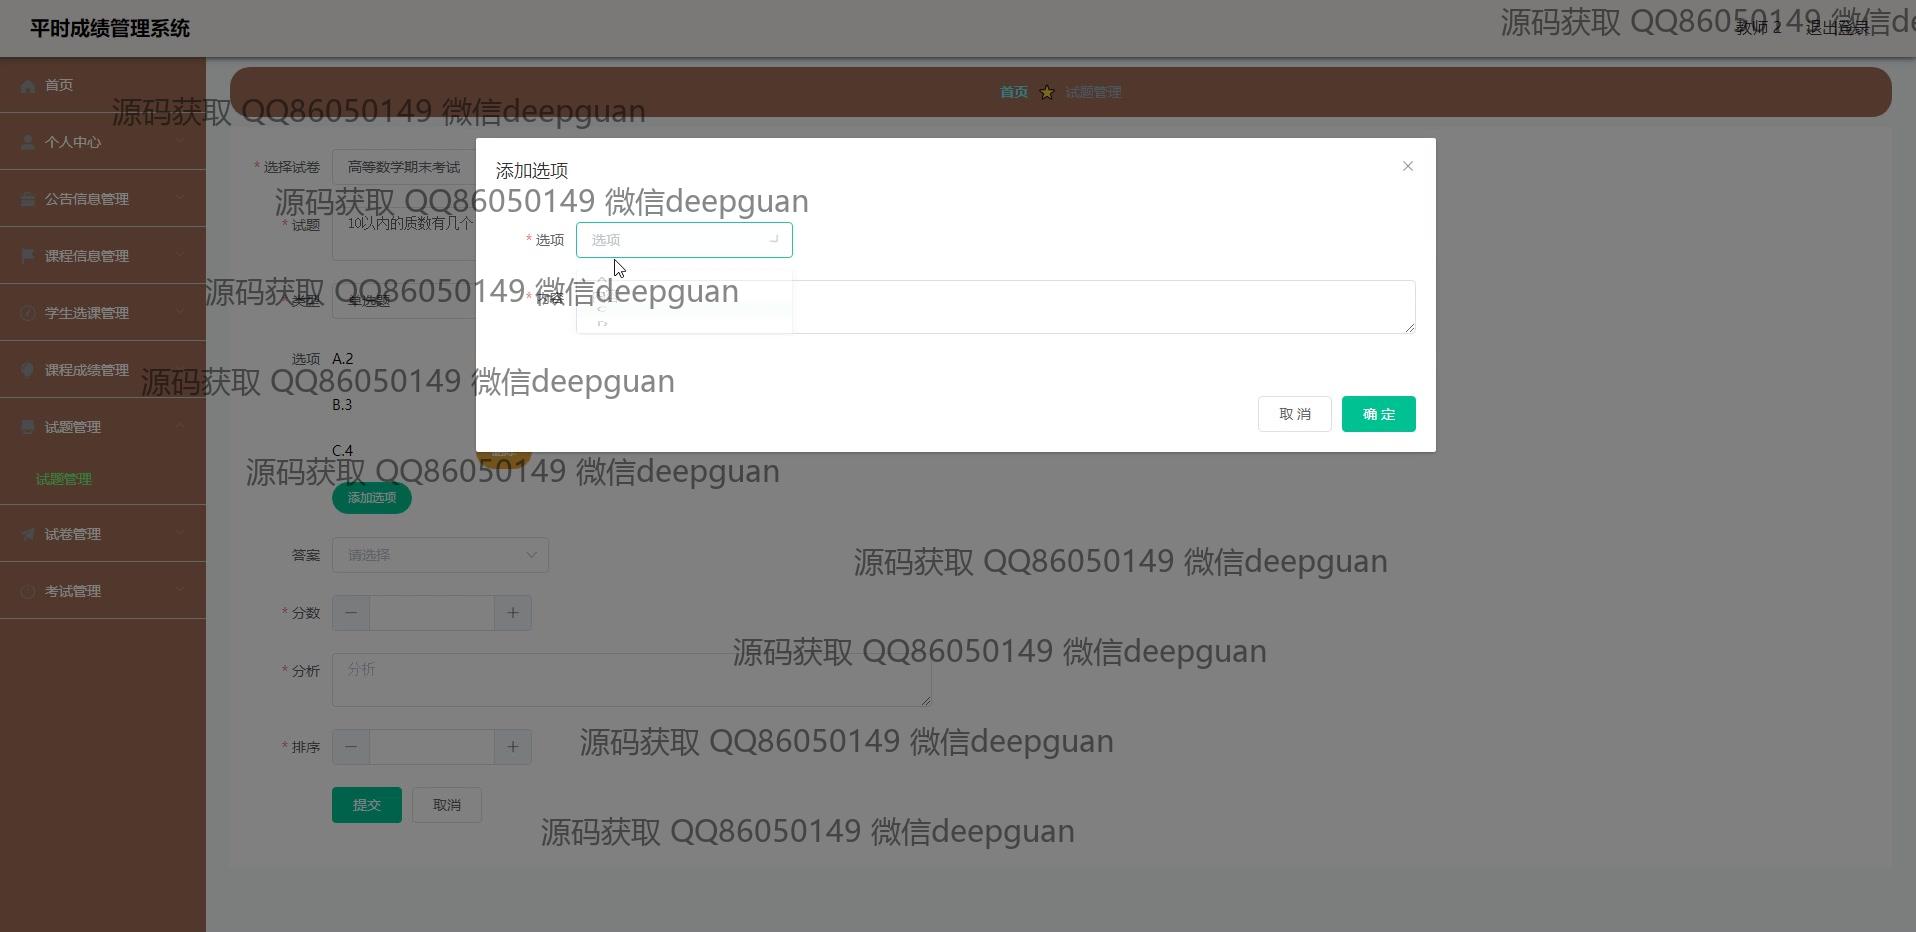 平时成绩管理系统
教师 2 退出登录
源码获取 QQ86050149 微信de
首页
首页 试题管理
源码获取 QQ86050149 微信deepguan
个人中心
添加选项
* 选择试卷 高等数学期末考试
公告信息管理
源码获取 QQ86050149 微信deepguan
* 试题 10以内的质数有几个
* 选项 选项
课程信息管理
源码获取 QQ86050149 微信deepguan
* 类型 单选题
* 内容
学生选课管理
选项 A.2
课程成绩管理
源码获取 QQ86050149 微信deepguan
B.3
取 消 确 定
试题管理
C.4
源码获取 QQ86050149 微信deepguan
试题管理
添加选项
试卷管理
答案 请选择
源码获取 QQ86050149 微信deepguan
考试管理
* 分数
源码获取 QQ86050149 微信deepguan
* 分析 分析
* 排序
源码获取 QQ86050149 微信deepguan
提交 取消
源码获取 QQ86050149 微信deepguan